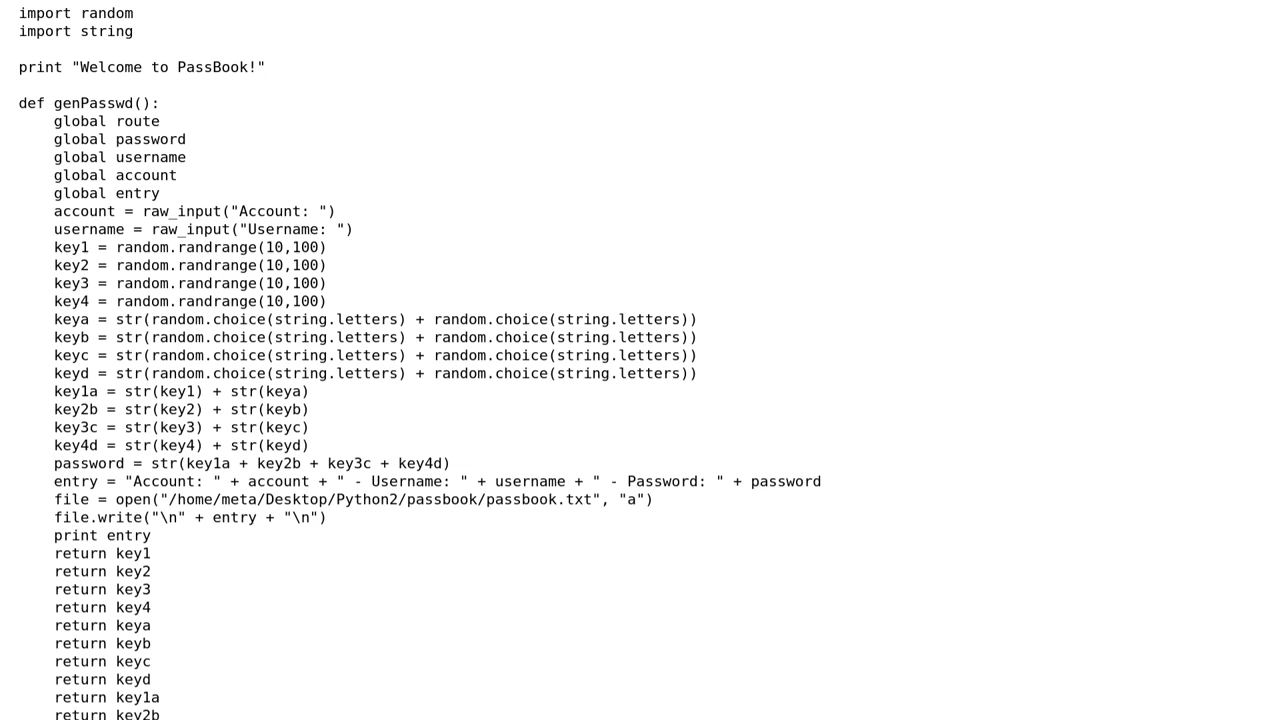 import random
import string

print "Welcome to PassBook!"

def genPasswd():
    global route
    global password
    global username
    global account
    global entry
    account = raw_input("Account: ")
    username = raw_input("Username: ")
    key1 = random.randrange(10,100)
    key2 = random.randrange(10,100)
    key3 = random.randrange(10,100)
    key4 = random.randrange(10,100)
    keya = str(random.choice(string.letters) + random.choice(string.letters))
    keyb = str(random.choice(string.letters) + random.choice(string.letters))
    keyc = str(random.choice(string.letters) + random.choice(string.letters))
    keyd = str(random.choice(string.letters) + random.choice(string.letters))
    key1a = str(key1) + str(keya)
    key2b = str(key2) + str(keyb)
    key3c = str(key3) + str(keyc)
    key4d = str(key4) + str(keyd)
    password = str(key1a + key2b + key3c + key4d)
    entry = "Account: " + account + " - Username: " + username + " - Password: " + password
    file = open("/home/meta/Desktop/Python2/passbook/passbook.txt", "a")
    file.write("\n" + entry + "\n")
    print entry
    return key1
    return key2
    return key3
    return key4
    return keya
    return keyb
    return keyc
    return keyd
    return key1a
    return key2b